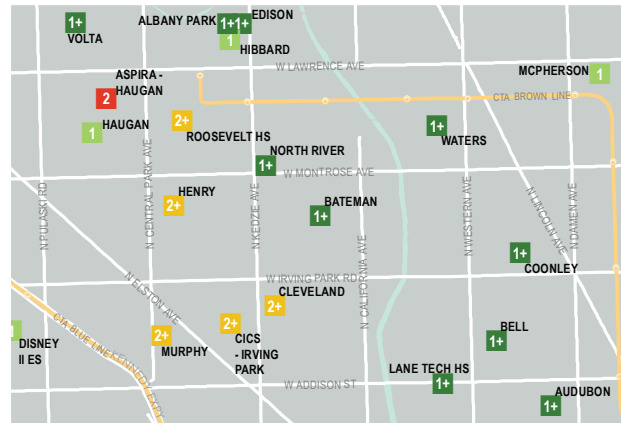 1+
VOLTA
ALBANY PARK
1+
1+
EDISON
1
HIBBARD
W LAWRENCE AVE
MCPHERSON
1
ASPIRA -
HAUGAN
2
CTA BROWN LINE
1
HAUGAN
2+
ROOSEVELT HS
1+
WATERS
NORTH RIVER
1+
W MONTROSE AVE
HENRY
2+
BATEMAN
1+
N PULASKI RD
N CENTRAL PARK AVE
N KEDZIE AVE
N CALIFORNIA AVE
N WESTERN AVE
N LINCOLN AVE
N DAMEN AVE
1+
COONLEY
W IRVING PARK RD
N ELSTON AVE
CLEVELAND
2+
CTA BLUE LINE
KENNEDY EXPY
1
DISNEY
II ES
2+
MURPHY
2+
CICS
- IRVING
PARK
BELL
1+
LANE TECH HS
1+
W ADDISON ST
AUDUBON
1+